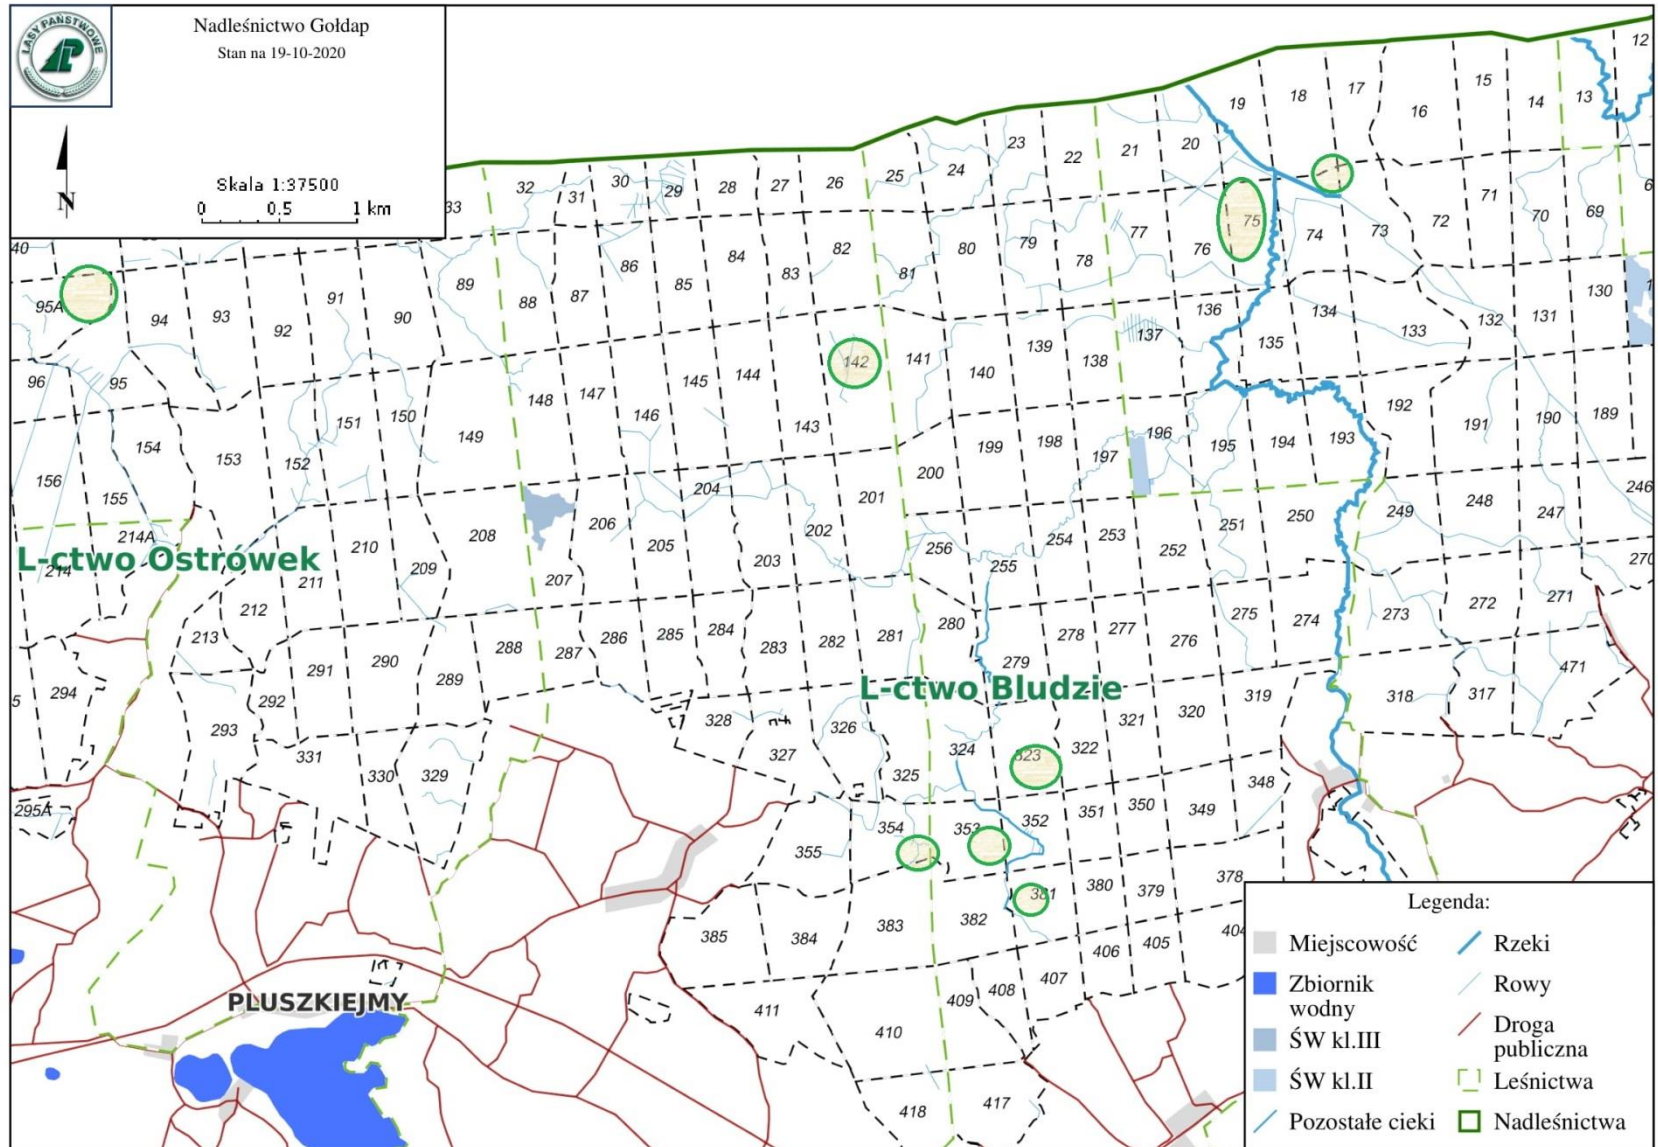 LASY PAŃSTWOWE
Nadleśnictwo Gołdap
Stan na 19-10-2020
N
Skala 1:37500
0 0.5 1 km
12
19 18 17 16 15 14 13
25 24 23 22 21 20
33 32 31 30 29 28 27 26
40
75 74 73 72 71 70 69 6
89 88 87 86 85 84 83 82 81 80 79 78 77 76
95A 94 93 92 91 90
136 135 134 133 132 131 130 1
142 141 140 139 138 137
96 95
151 150 149 148 147 146 145 144 143
156 155 154 153 152
200 199 198 197 196 195 194 193 192 191 190 189
208 206 204 201
246
214A 214 210 211 209 207 205 203 202
256 255 254 253 252 251 250 249 248 247
L-ctwo Ostrówek
270
213 212
288 287 286 285 284 283 282 281 280 279 278 277 276 275 274 273 272 271
5 294 293 292 291 290 289
L-ctwo Bludzie
319 318 317 471
331 330 329 328 327 326 325 324 323 322 321 320
295A
355 354 353 352 351 350 349 348
385 384 383 382 381 380 379 378
411 410 409 408 407 406 405 404
PLUSZKIEJMY
418 417
Legenda:
Miejscowość
Rzeki
Zbiornik
wodny
Rowy
ŚW kl.III
Droga
publiczna
ŚW kl.II
Leśnictwa
Pozostałe cieki
Nadleśnictwa